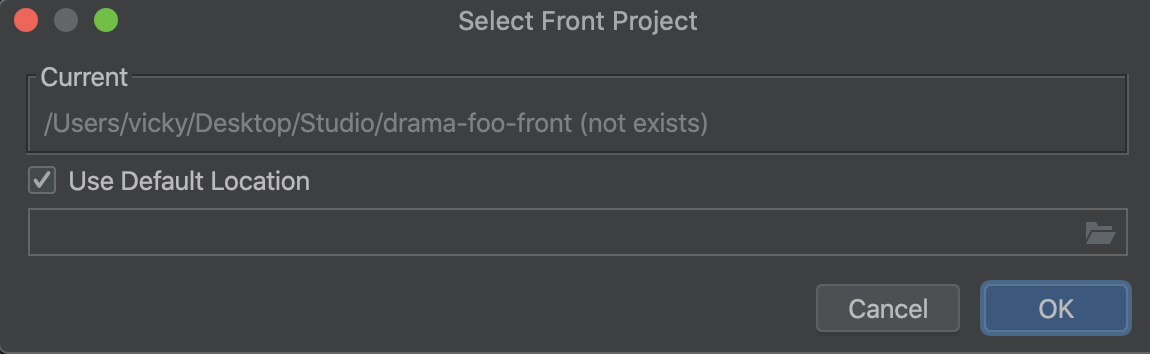 Select Front Project
Current
/Users/vicky/Desktop/Studio/drama-foo-front (not exists)
Use Default Location
Cancel
OK